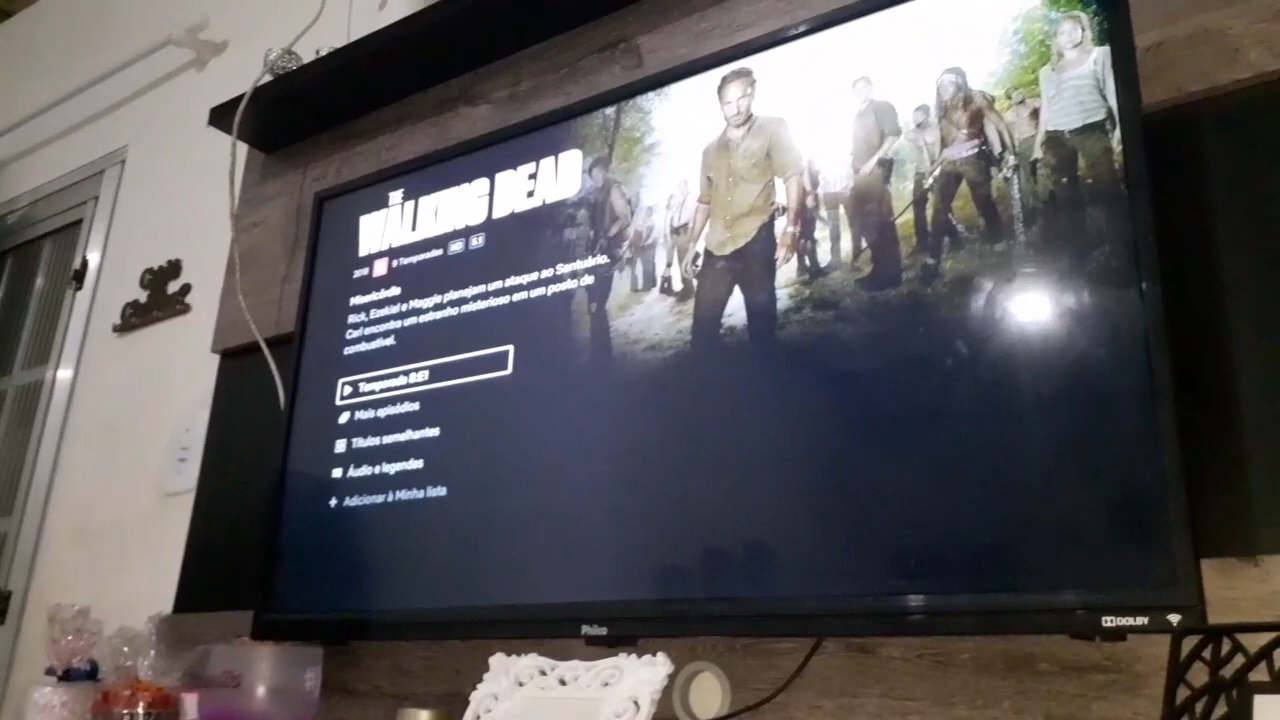 THE
WALKING DEAD
2018 9 Temporadas HD 5.1
Misericórdia
Rick, Ezekiel e Maggie planejam um ataque ao Santuário.
Carl encontra um estranho misterioso em um posto de
combustível.
Temporada 8:E1
Mais episódios
Títulos semelhantes
Áudio e legendas
+ Adicionar à Minha lista
Philco
DOLBY